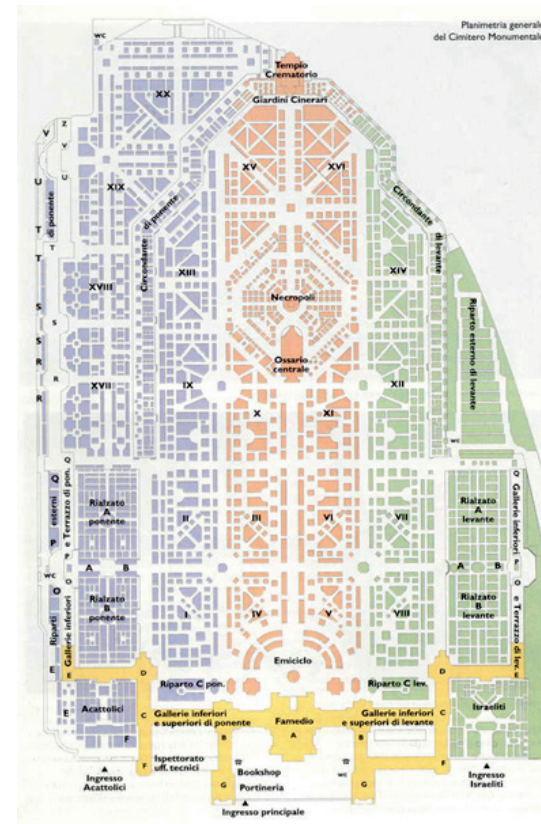 Planimetria generale
del Cimitero Monumentale
WC
Tempio
Crematorio
Giardini Cinerari
XX
XV
XVI
V
Z
V
U
U
XIX
di ponente
T
T
T
Circondante
di ponente
Circondante
di levante
XIII
XIV
XVIII
S
S
Necropoli
Riparto esterno di levante
R
R
R
XVII
IX
Ossario
centrale
XII
X
XI
WC
Q
Q
Q
esterni
P
P
e Terrazzo di pon.
Rialzato
A
ponente
II
III
VI
VII
Rialzato
A
levante
Gallerie inferiori
WC
A
B
A
B
O
O
O
Riparti
Gallerie inferiori
Rialzato
B
ponente
I
IV
V
VIII
Rialzato
B
levante
e Terrazzo di lev.
E
E
E
D
Emiciclo
D
Riparto C pon.
Riparto C lev.
E
Acattolici
F
C
Gallerie inferiori
e superiori di ponente
Famedio
A
Gallerie inferiori
e superiori di levante
C
Israeliti
B
B
F
Ispettorato
uff. tecnici
F
Ingresso
Acattolici
Bookshop
WC
Portineria
G
G
Ingresso
Israeliti
Ingresso principale